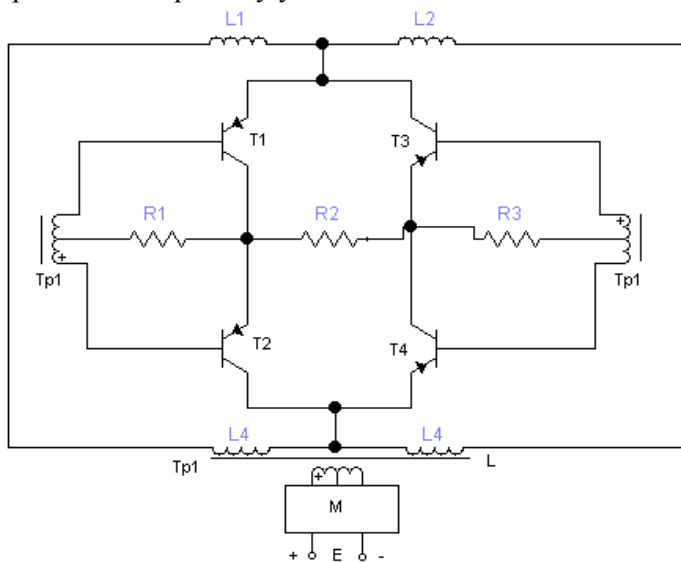 L1 L2
T1 T3
R1 R2 R3
Tp1 Tp1
T2 T4
L4 L4
Tp1 L
M
+ E -